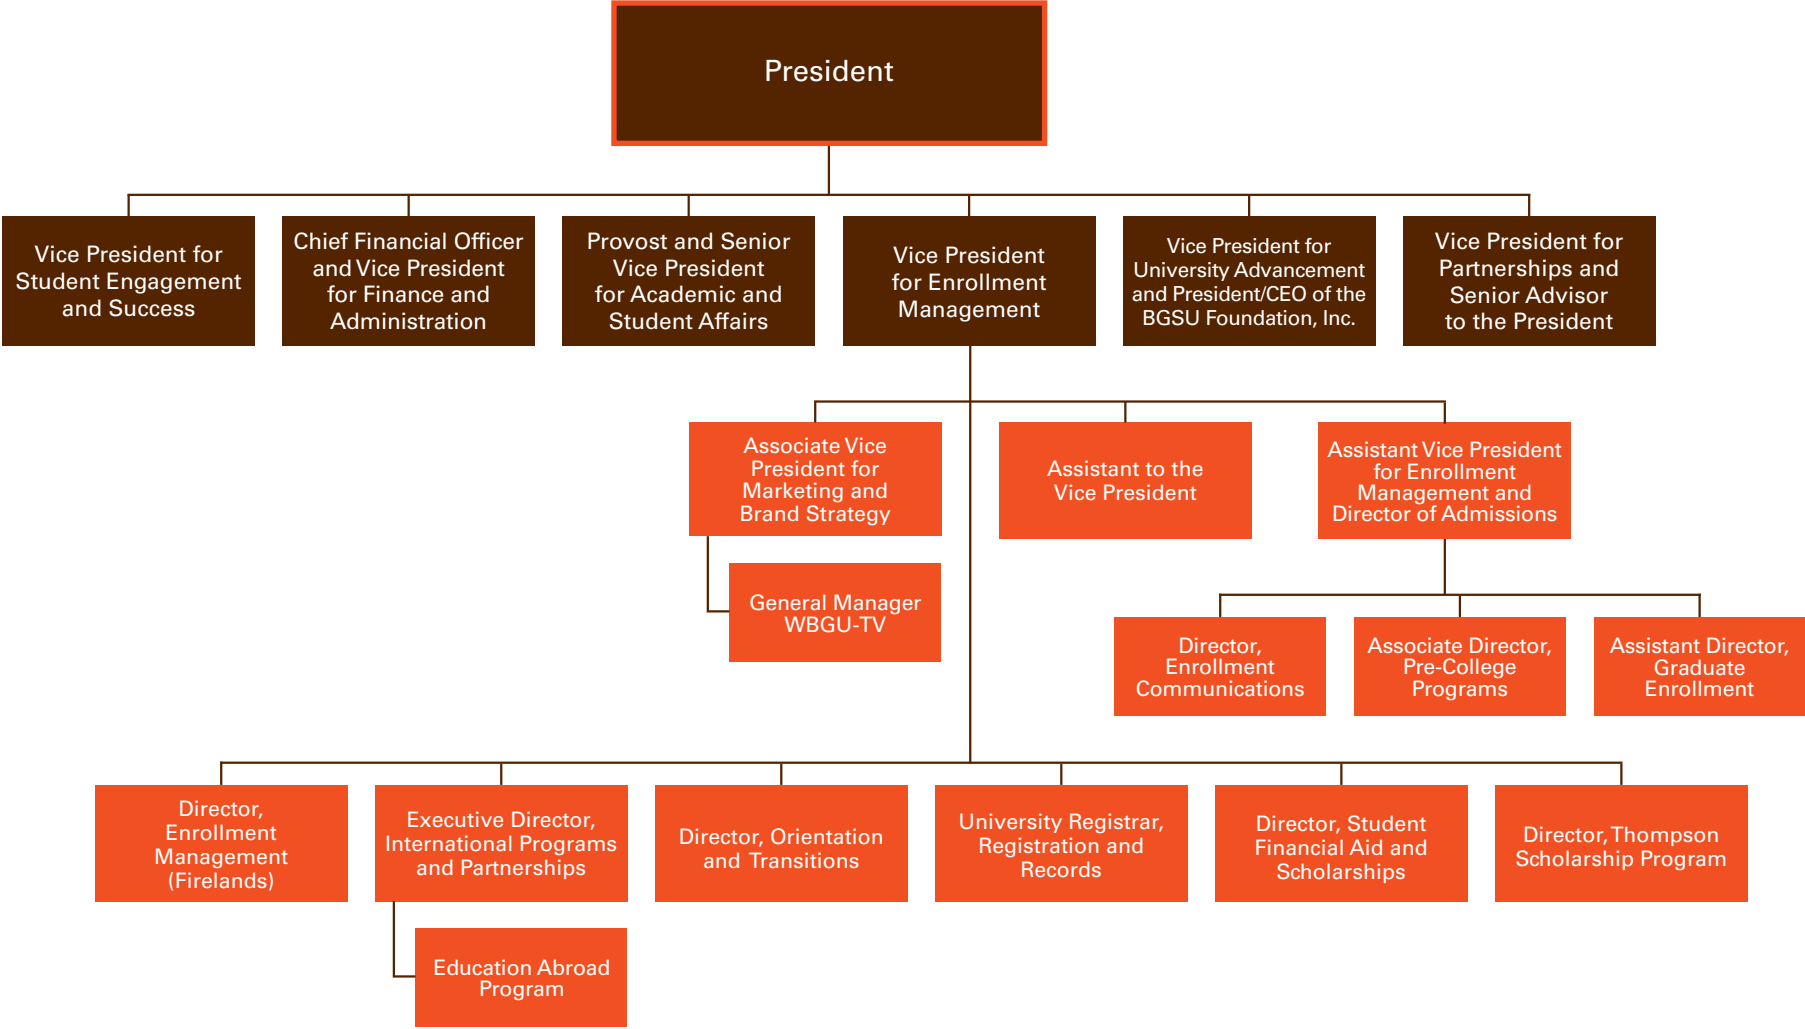 President
Vice President for
Student Engagement
and Success
Chief Financial Officer
and Vice President
for Finance and
Administration
Provost and Senior
Vice President
for Academic and
Student Affairs
Vice President
for Enrollment
Management
Vice President for
University Advancement
and President/CEO of the
BGSU Foundation, Inc.
Vice President for
Partnerships and
Senior Advisor
to the President
Associate Vice
President for
Marketing and
Brand Strategy
Assistant to the
Vice President
Assistant Vice President
for Enrollment
Management and
Director of Admissions
General Manager
WBGU-TV
Director,
Enrollment
Communications
Associate Director,
Pre-College
Programs
Assistant Director,
Graduate
Enrollment
Director,
Enrollment
Management
(Firelands)
Executive Director,
International Programs
and Partnerships
Director, Orientation
and Transitions
University Registrar,
Registration and
Records
Director, Student
Financial Aid and
Scholarships
Director, Thompson
Scholarship Program
Education Abroad
Program